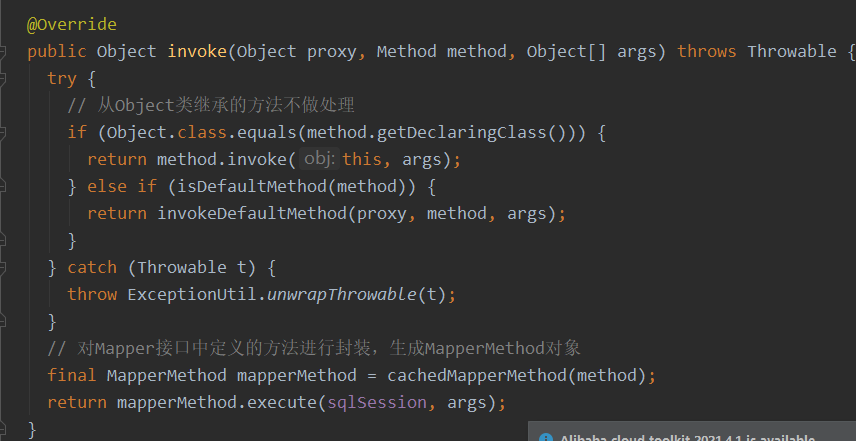 @Override
public Object invoke(Object proxy, Method method, Object[] args) throws Throwable {
try {
// 从Object类继承的方法不做处理
if (Object.class.equals(method.getDeclaringClass())) {
return method.invoke( obj: this, args);
} else if (isDefaultMethod(method)) {
return invokeDefaultMethod(proxy, method, args);
}
} catch (Throwable t) {
throw ExceptionUtil.unwrapThrowable(t);
}
// 对Mapper接口中定义的方法进行封装，生成MapperMethod对象
final MapperMethod mapperMethod = cachedMapperMethod(method);
return mapperMethod.execute(sqlSession, args);
}
Alibaba cloud toolkit 2021.4.1 is available